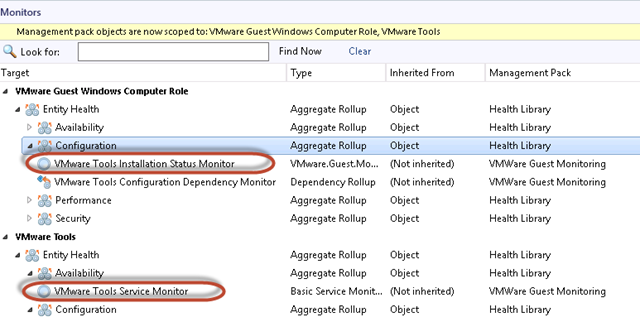 Monitors
Management pack objects are now scoped to: VMware Guest Windows Computer Role, VMware Tools
Look for: Find Now Clear
Target Type Inherited From Management Pack
VMware Guest Windows Computer Role
Entity Health Aggregate Rollup Object Health Library
Availability Aggregate Rollup Object Health Library
Configuration Aggregate Rollup Object Health Library
VMware Tools Installation Status Monitor VMware.Guest.Mo... (Not inherited) VMWare Guest Monitoring
VMware Tools Configuration Dependency Monitor Dependency Rollup (Not inherited) VMWare Guest Monitoring
Performance Aggregate Rollup Object Health Library
Security Aggregate Rollup Object Health Library
VMware Tools
Entity Health Aggregate Rollup Object Health Library
Availability Aggregate Rollup Object Health Library
VMware Tools Service Monitor Basic Service Monit... (Not inherited) VMWare Guest Monitoring
Configuration Aggregate Rollup Object Health Library